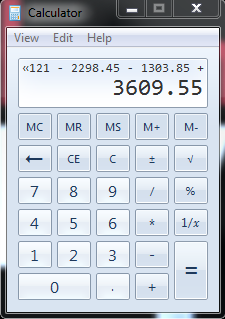 Calculator
View Edit Help
«121 - 2298.45 - 1303.85 +
3609.55
MC MR MS M+ M-
← CE C ± √
7 8 9 / %
4 5 6 * 1/x
1 2 3 - =
0 . +